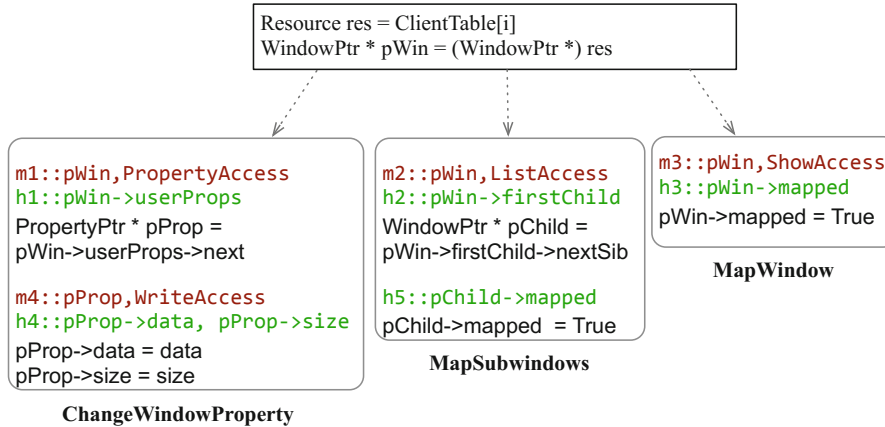 Resource res = ClientTable[i]
WindowPtr * pWin = (WindowPtr *) res
m1::pWin,PropertyAccess
h1::pWin->userProps
PropertyPtr * pProp =
pWin->userProps->next
m4::pProp,WriteAccess
h4::pProp->data, pProp->size
pProp->data = data
pProp->size = size
ChangeWindowProperty
m2::pWin,ListAccess
h2::pWin->firstChild
WindowPtr * pChild =
pWin->firstChild->nextSib
h5::pChild->mapped
pChild->mapped = True
MapSubwindows
m3::pWin,ShowAccess
h3::pWin->mapped
pWin->mapped = True
MapWindow